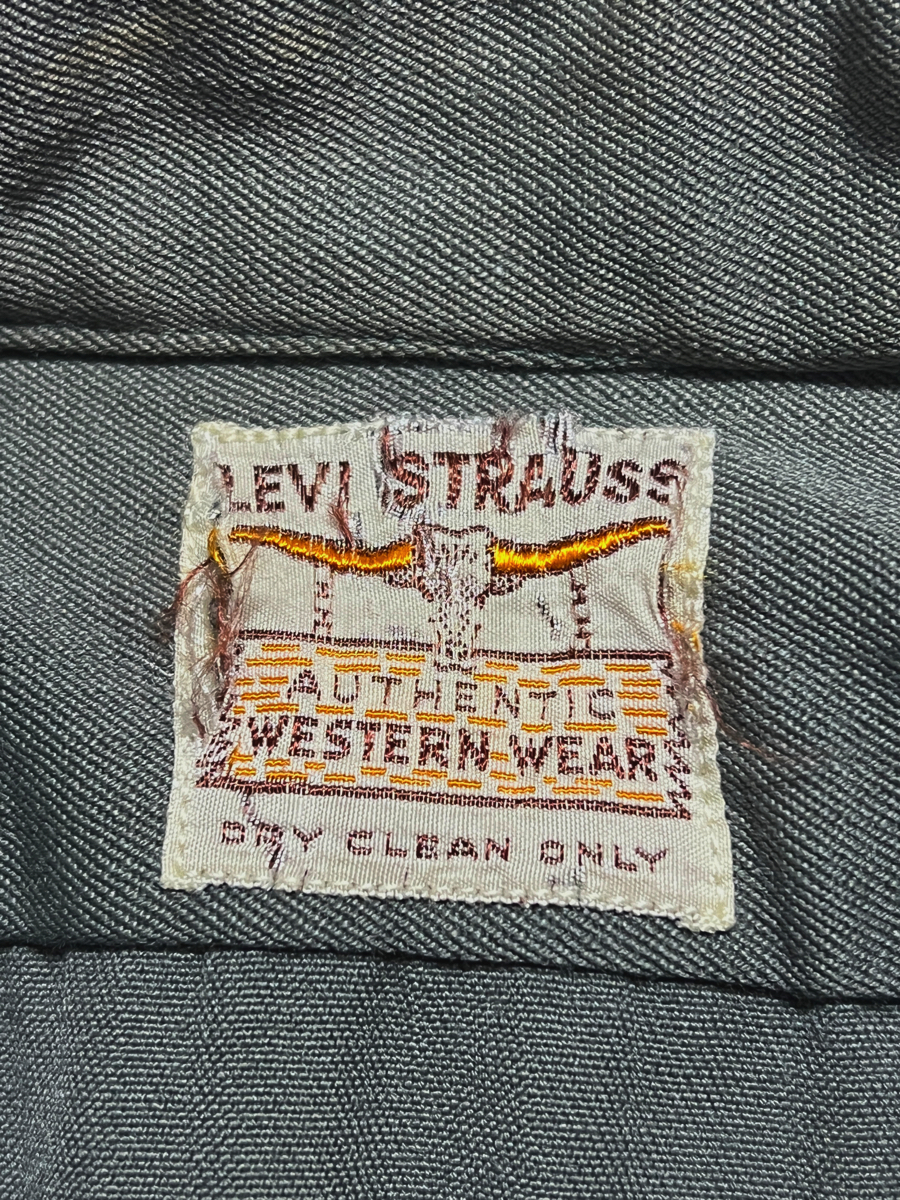 LEVI STRAUSS
AUTHENTIC
WESTERN WEAR
DRY CLEAN ONLY